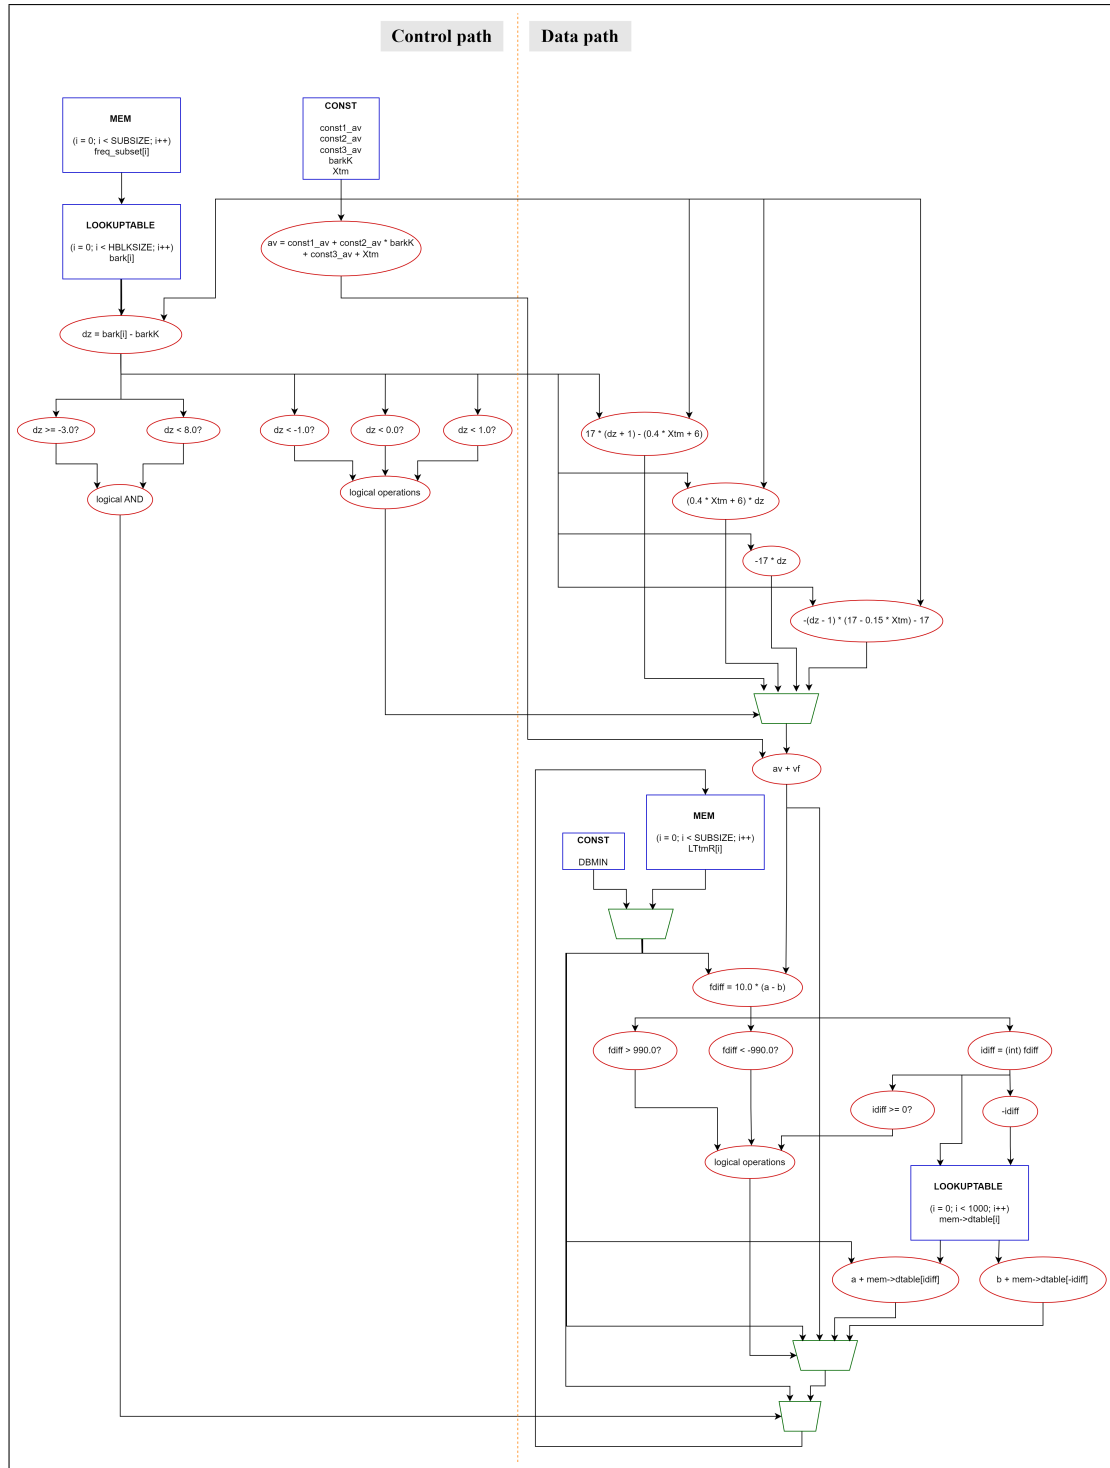 Control path
Data path
MEM
(i = 0; i < SUBSIZE; i++)
freq_subset[i]
CONST
const1_av
const2_av
const3_av
barkK
Xtm
LOOKUPTABLE
(i = 0; i < HBLKSIZE; i++)
bark[i]
av = const1_av + const2_av * barkK
+ const3_av + Xtm
dz = bark[i] - barkK
dz >= -3.0?
dz < 8.0?
dz < -1.0?
dz < 0.0?
dz < 1.0?
17 * (dz + 1) - (0.4 * Xtm + 6)
logical AND
logical operations
(0.4 * Xtm + 6) * dz
-17 * dz
-(dz - 1) * (17 - 0.15 * Xtm) - 17
av + vf
MEM
(i = 0; i < SUBSIZE; i++)
LTtmR[i]
CONST
DBMIN
fdiff = 10.0 * (a - b)
fdiff > 990.0?
fdiff < -990.0?
idiff = (int) fdiff
idiff >= 0?
-idiff
logical operations
LOOKUPTABLE
(i = 0; i < 1000; i++)
mem->dtable[i]
a + mem->dtable[idiff]
b + mem->dtable[-idiff]